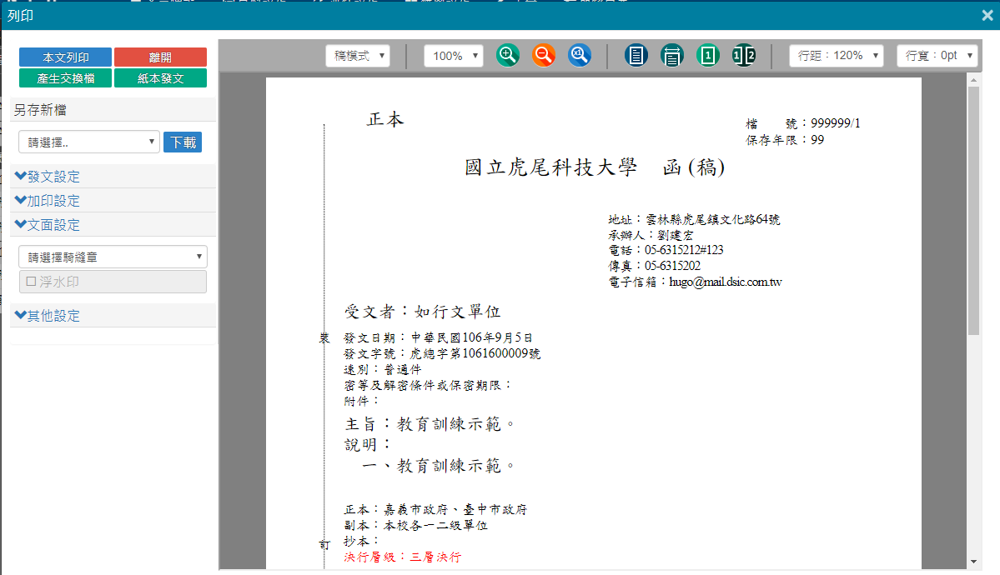 列印
本文列印 離開
產生交換檔 紙本發文
另存新檔
請選擇.. 下載
發文設定
加印設定
文面設定
請選擇騎縫章
浮水印
其他設定
稿模式 100% 1 1 2 行距：120% 行寬：0pt
正本
檔　　號：999999/1
保存年限：99
國立虎尾科技大學　函(稿)
地址：雲林縣虎尾鎮文化路64號
承辦人：劉建宏
電話：05-6315212#123
傳真：05-6315202
電子信箱：hugo@mail.dsic.com.tw
受文者：如行文單位
裝
發文日期：中華民國106年9月5日
發文字號：虎總字第1061600009號
速別：普通件
密等及解密條件或保密期限：
附件：
主旨：教育訓練示範。
說明：
一、教育訓練示範。
正本：嘉義市政府、臺中市政府
副本：本校各一二級單位
訂
抄本：
決行層級：三層決行